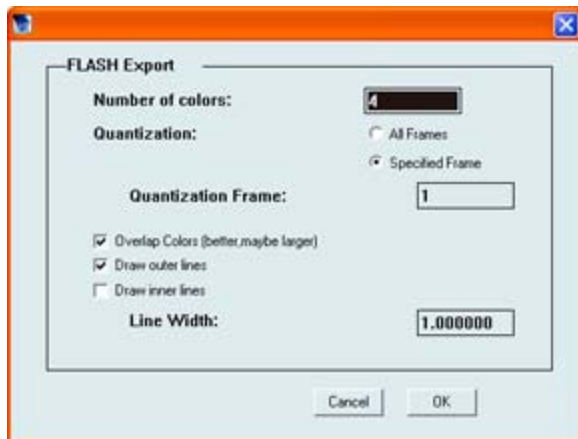 FLASH Export
Number of colors: 4
Quantization: All Frames
Specified Frame
Quantization Frame: 1
Overlap Colors (better,maybe larger)
Draw outer lines
Draw inner lines
Line Width: 1.000000
Cancel OK